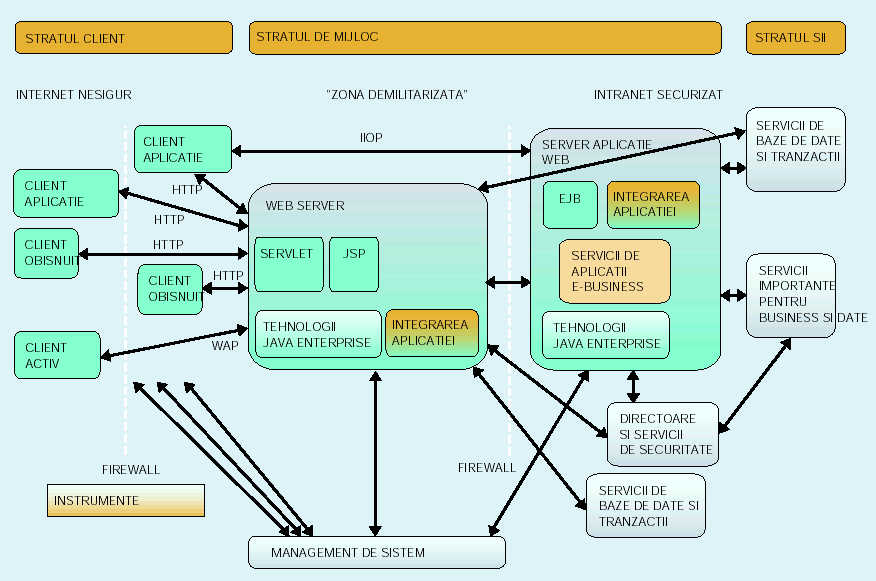 STRATUL CLIENT
STRATUL DE MIJLOC
STRATUL SII
INTERNET NESIGUR
"ZONA DEMILITARIZATA"
INTRANET SECURIZAT
CLIENT
APLICATIE
IIOP
SERVER APLICATIE
WEB
SERVICII DE
BAZE DE DATE
SI TRANZACTII
CLIENT
APLICATIE
HTTP
HTTP
WEB SERVER
EJB
INTEGRAREA
APLICATIEI
CLIENT
OBISNUIT
HTTP
SERVLET
JSP
SERVICII DE
APLICATII
E-BUSINESS
CLIENT
OBISNUIT
HTTP
SERVICII
IMPORTANTE
PENTRU
BUSINESS SI DATE
TEHNOLOGII
JAVA ENTERPRISE
INTEGRAREA
APLICATIEI
TEHNOLOGII
JAVA ENTERPRISE
CLIENT
ACTIV
WAP
DIRECTOARE
SI SERVICII
DE SECURITATE
FIREWALL
FIREWALL
INSTRUMENTE
SERVICII DE
BAZE DE DATE SI
TRANZACTII
MANAGEMENT DE SISTEM